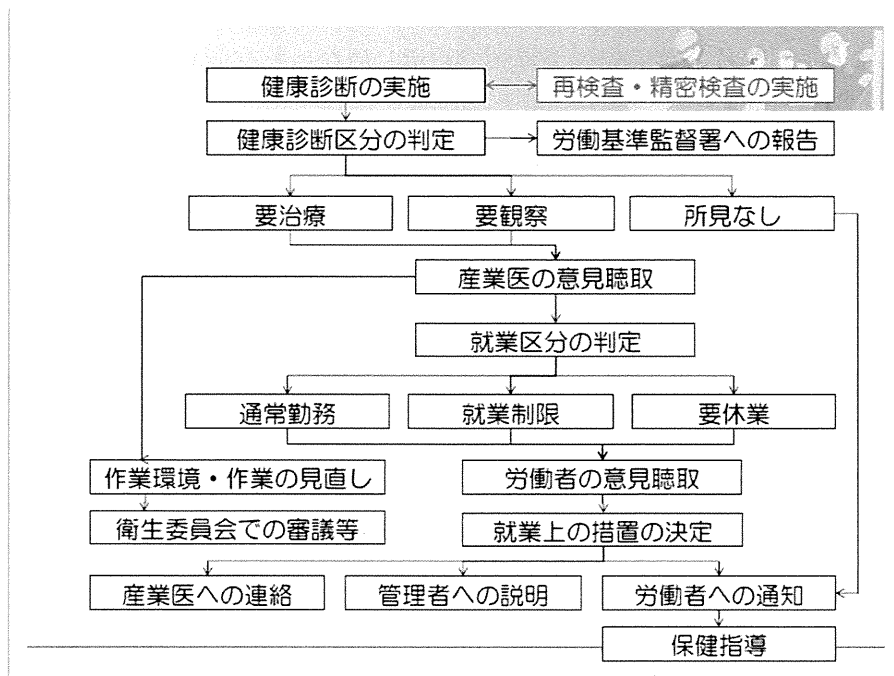 健康診断の実施
再検査・精密検査の実施
健康診断区分の判定
労働基準監督署への報告
要治療
要観察
所見なし
産業医の意見聴取
就業区分の判定
通常勤務
就業制限
要休業
作業環境・作業の見直し
労働者の意見聴取
衛生委員会での審議等
就業上の措置の決定
産業医への連絡
管理者への説明
労働者への通知
保健指導